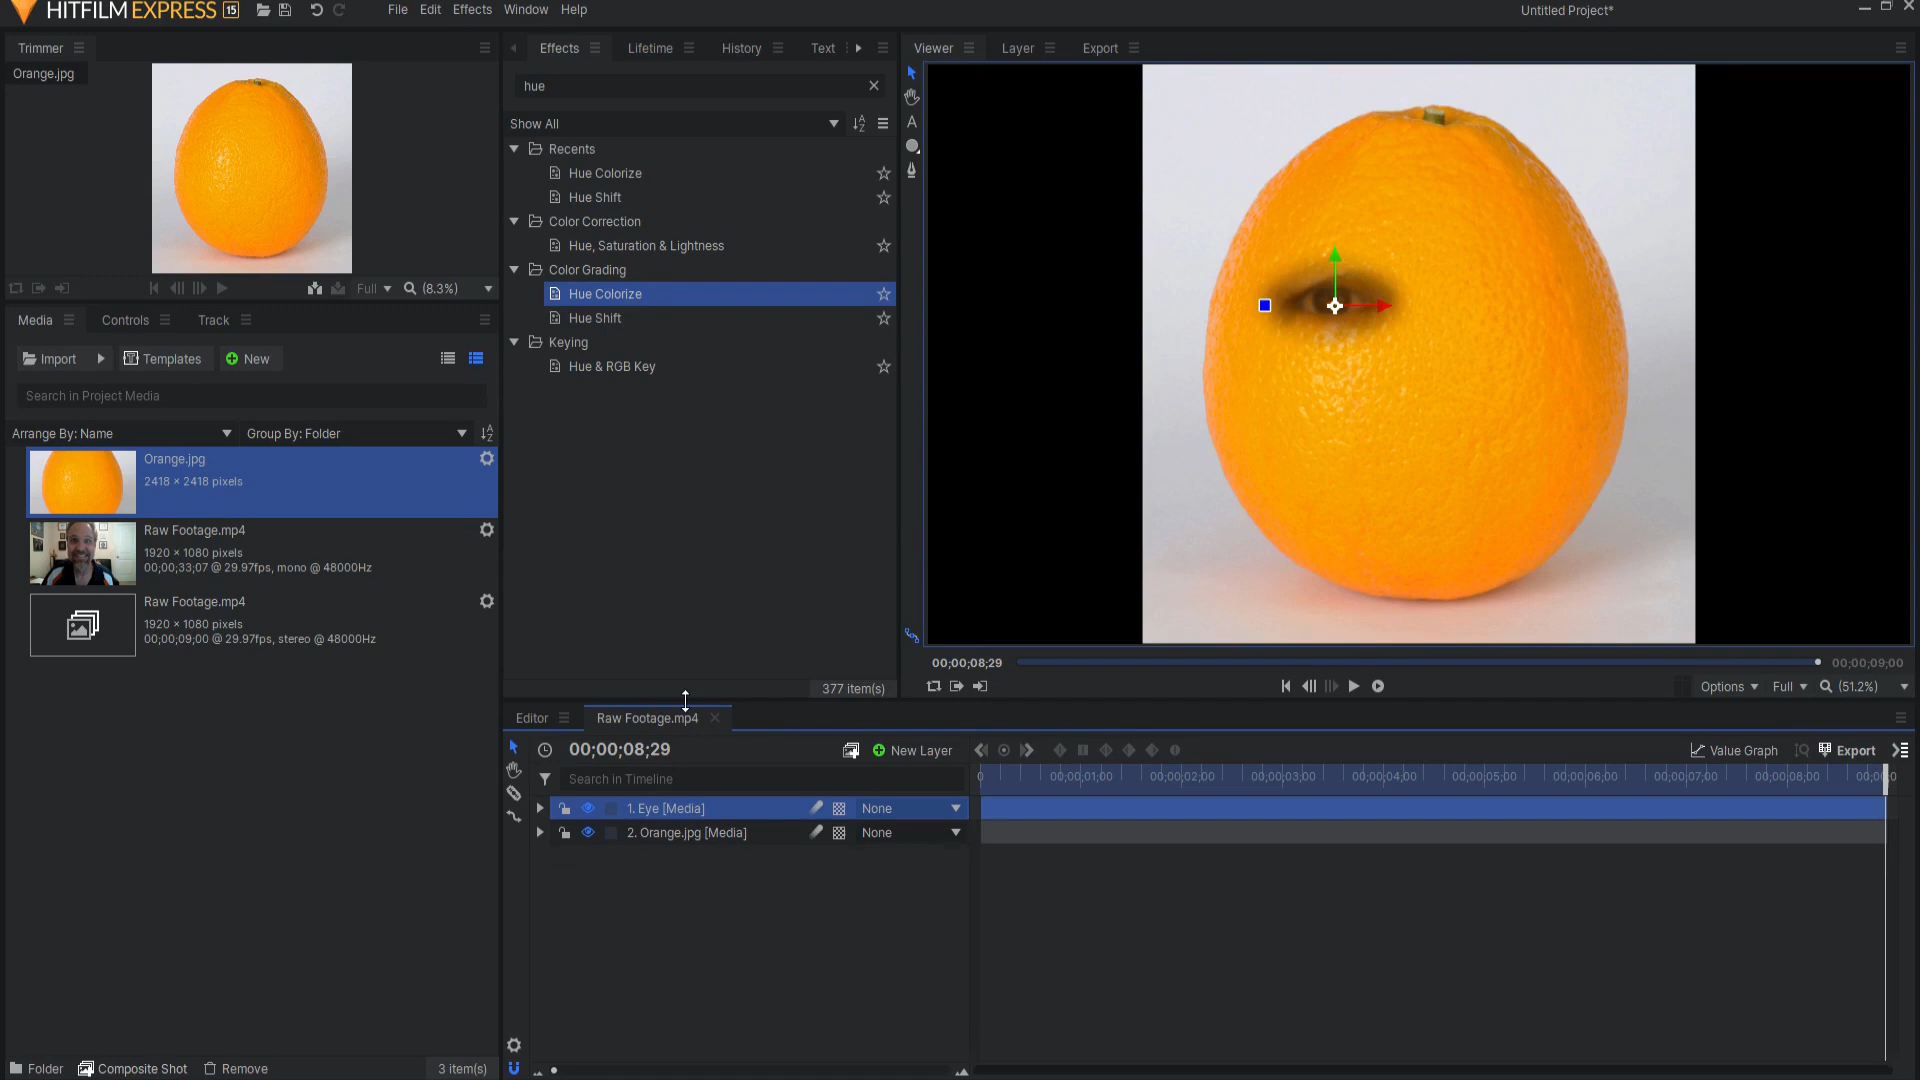 HITFILM EXPRESS 15
File Edit Effects Window Help
Untitled Project*
Trimmer
Orange.jpg
Full (8.3%)
Media Controls Track
Import Templates New
Search in Project Media
Arrange By: Name Group By: Folder
Orange.jpg
2418 × 2418 pixels
Raw Footage.mp4
1920 × 1080 pixels
00;00;33;07 @ 29.97fps, mono @ 48000Hz
Raw Footage.mp4
1920 × 1080 pixels
00;00;09;00 @ 29.97fps, stereo @ 48000Hz
Folder Composite Shot Remove 3 item(s)
Effects Lifetime History Text
hue
Show All
Recents
Hue Colorize
Hue Shift
Color Correction
Hue, Saturation & Lightness
Color Grading
Hue Colorize
Hue Shift
Keying
Hue & RGB Key
377 item(s)
Viewer Layer Export
00;00;08;29 00;00;09;00
Options Full (51.2%)
Editor Raw Footage.mp4
00;00;08;29 New Layer Value Graph Export
Search in Timeline
0 00;00;01;00 00;00;02;00 00;00;03;00 00;00;04;00 00;00;05;00 00;00;06;00 00;00;07;00 00;00;08;00
1. Eye [Media] None
2. Orange.jpg [Media] None